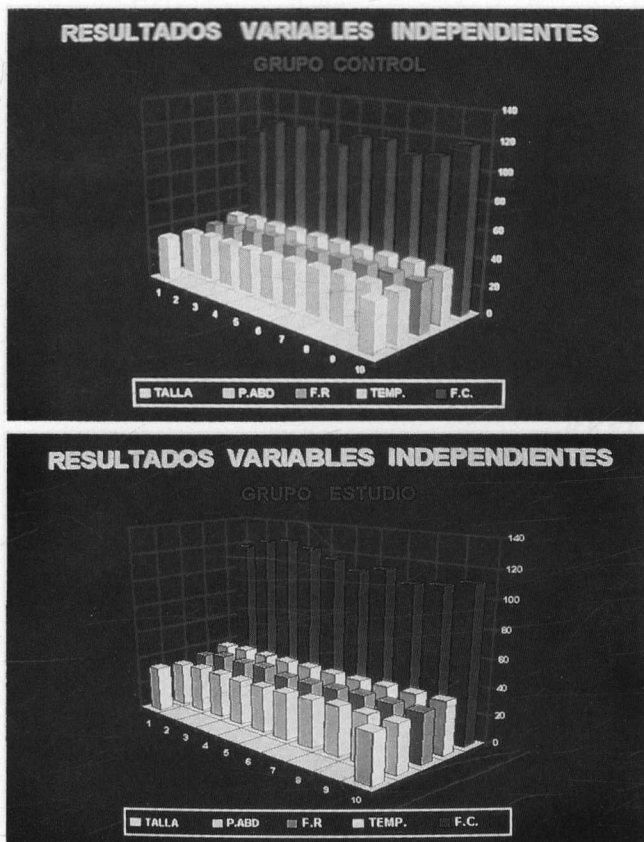 RESULTADOS VARIABLES INDEPENDIENTES
GRUPO CONTROL
140
120
100
80
60
40
20
0
1 2 3 4 5 6 7 8 9 10
TALLA P.ABD F.R TEMP. F.C.
RESULTADOS VARIABLES INDEPENDIENTES
GRUPO ESTUDIO
140
120
100
80
60
40
20
0
1 2 3 4 5 6 7 8 9 10
TALLA P.ABD F.R TEMP. F.C.